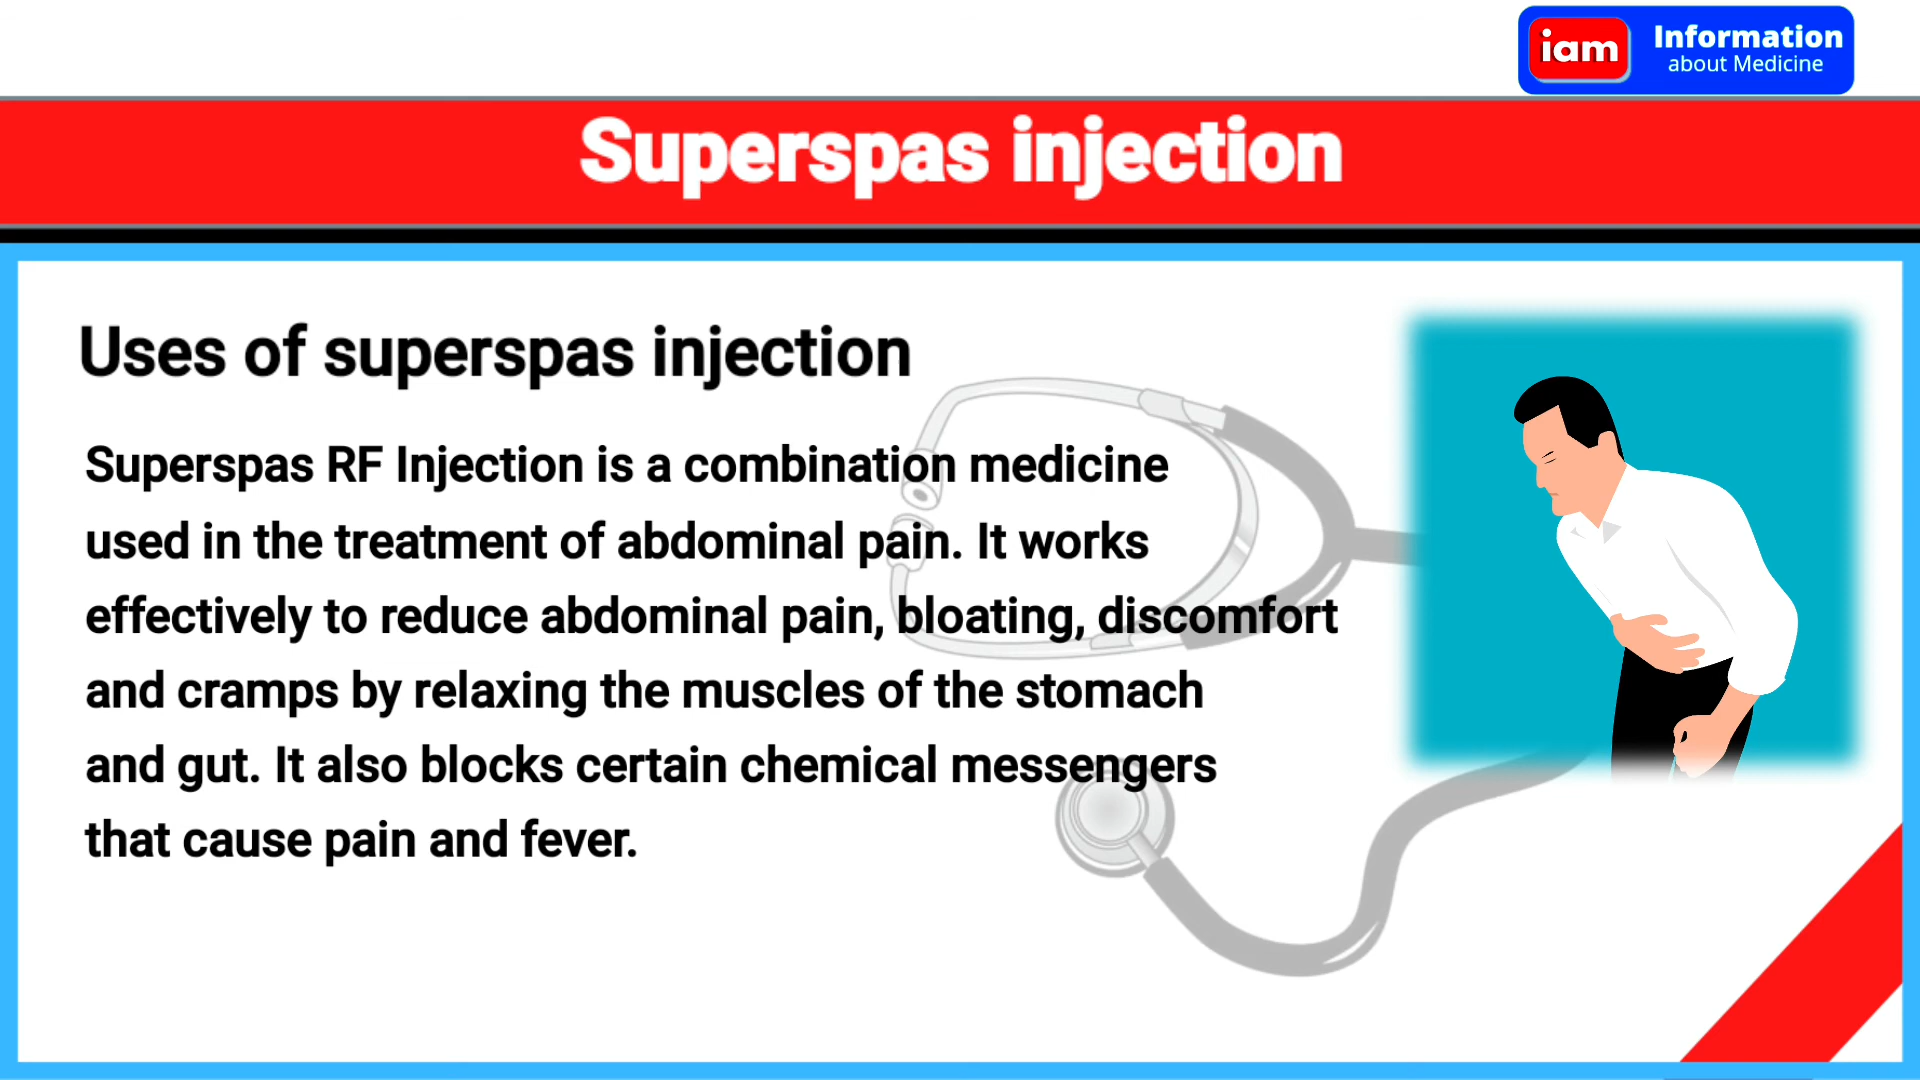 iam
Information
about Medicine
Superspas injection
Uses of superspas injection
Superspas RF Injection is a combination medicine
used in the treatment of abdominal pain. It works
effectively to reduce abdominal pain, bloating, discomfort
and cramps by relaxing the muscles of the stomach
and gut. It also blocks certain chemical messengers
that cause pain and fever.